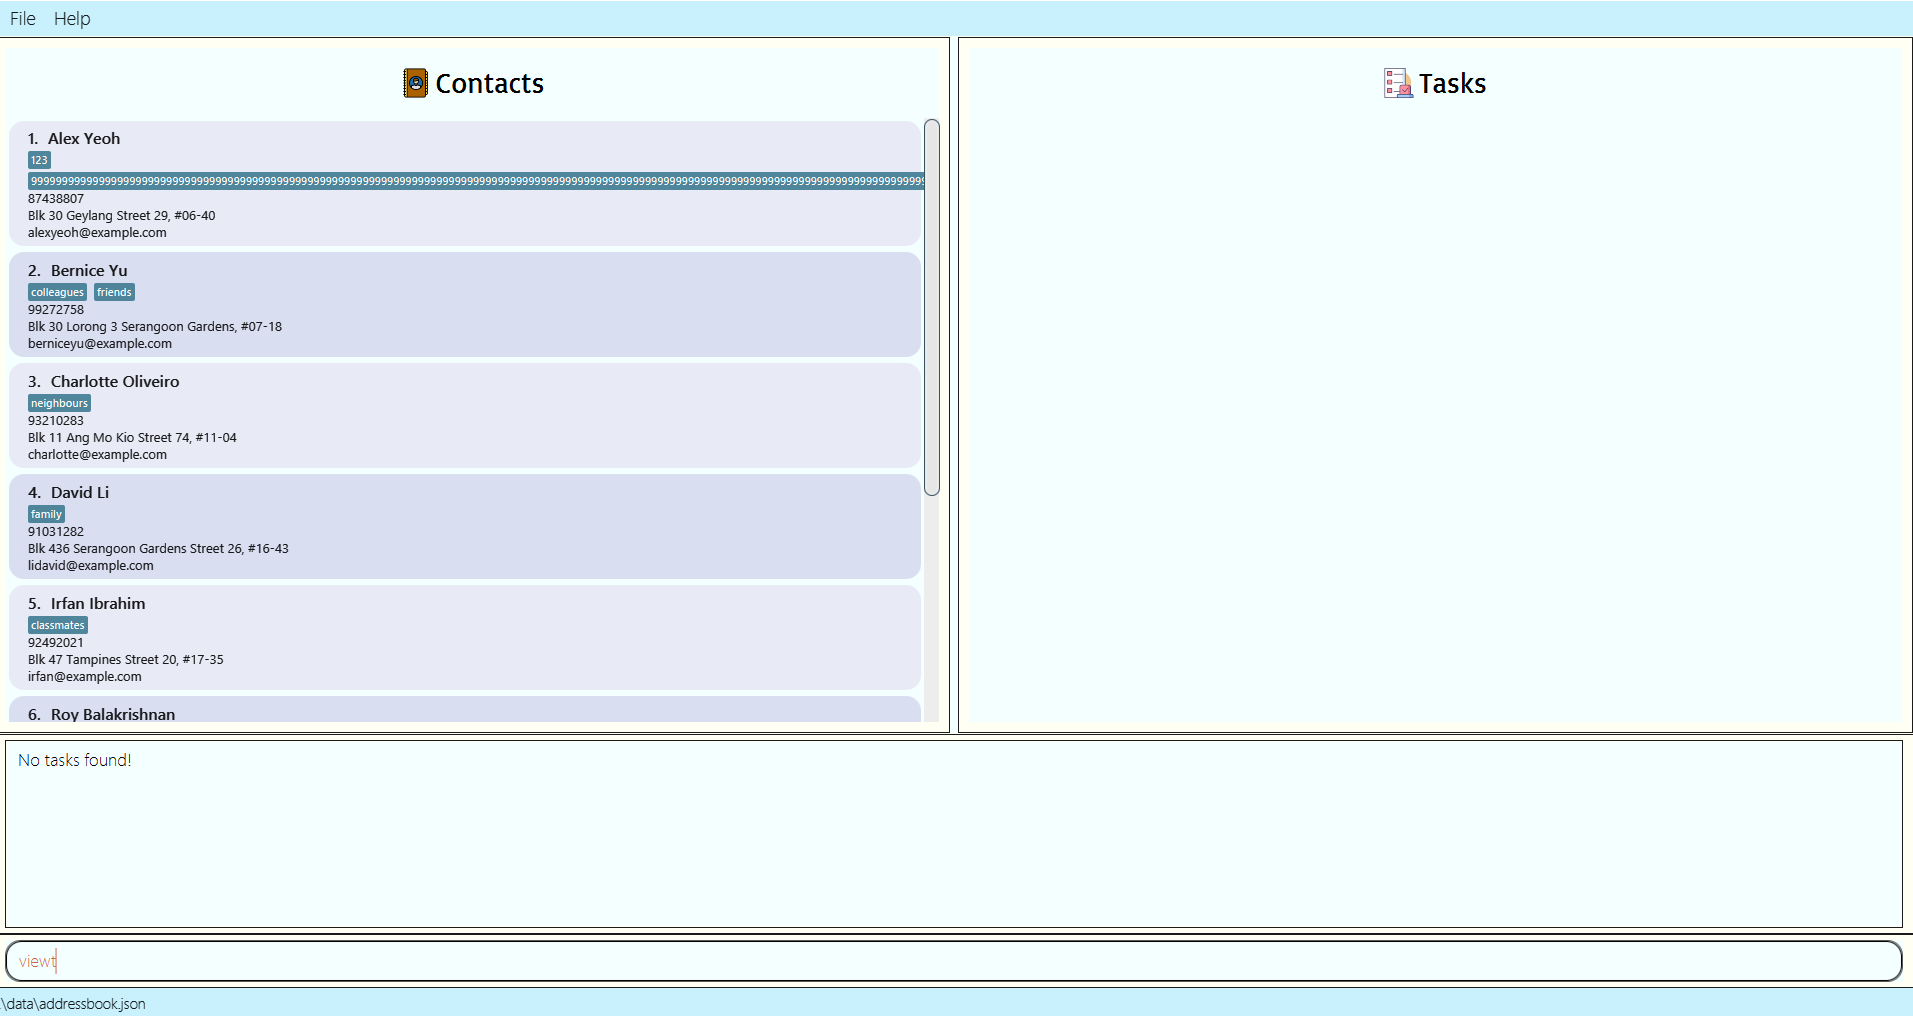 File Help
Contacts
1. Alex Yeoh
123
87438807
Blk 30 Geylang Street 29, #06-40
alexyeoh@example.com
2. Bernice Yu
colleagues friends
99272758
Blk 30 Lorong 3 Serangoon Gardens, #07-18
berniceyu@example.com
3. Charlotte Oliveiro
neighbours
93210283
Blk 11 Ang Mo Kio Street 74, #11-04
charlotte@example.com
4. David Li
family
91031282
Blk 436 Serangoon Gardens Street 26, #16-43
lidavid@example.com
5. Irfan Ibrahim
classmates
92492021
Blk 47 Tampines Street 20, #17-35
irfan@example.com
6. Roy Balakrishnan
Tasks
No tasks found!
viewt
\data\addressbook.json